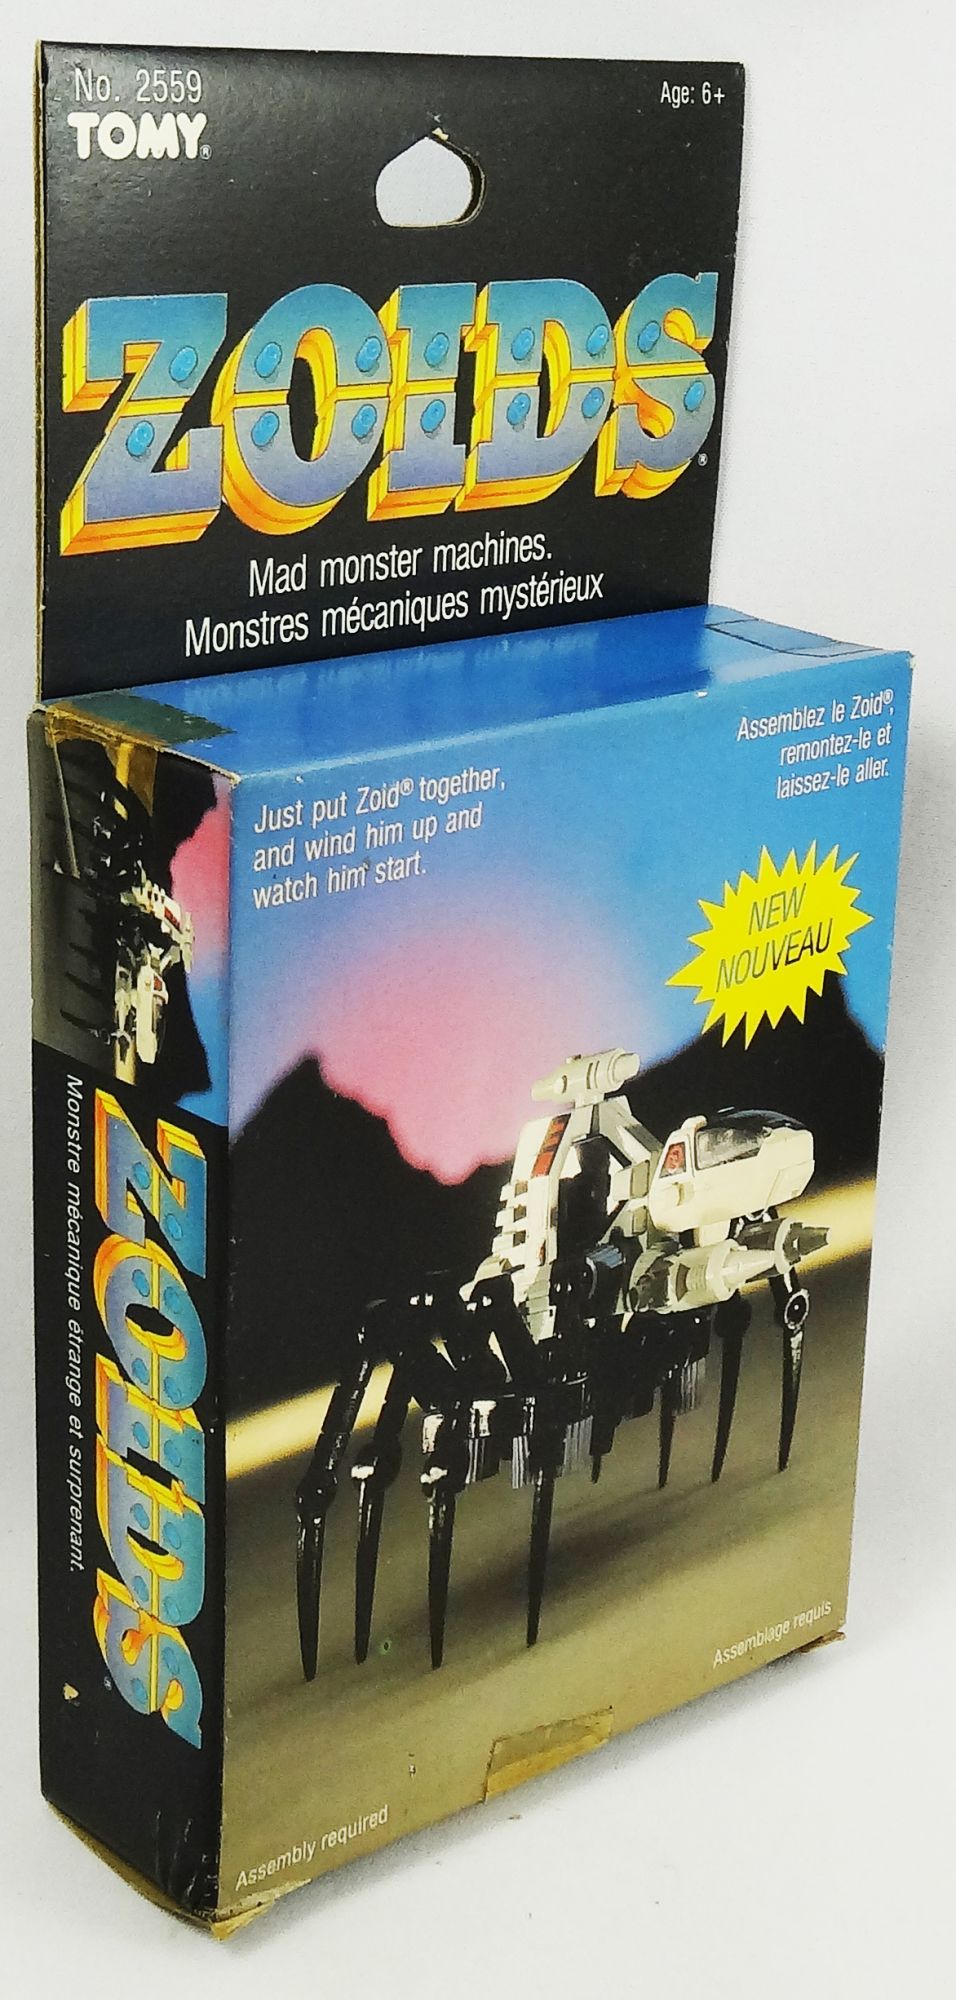 No. 2559
TOMY®
Age: 6+
ZOIDS®
Mad monster machines.
Monstres mécaniques mystérieux
Just put Zoid® together,
and wind him up and
watch him start.
Assemblez le Zoid®,
remontez-le et
laissez-le aller.
NEW
NOUVEAU
Assembly required
Assemblage requis
ZOIDS®
Monstre mécanique étrange et surprenant.